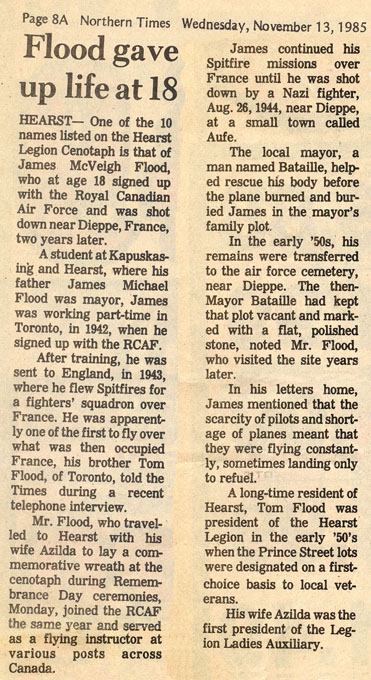 Page 8A Northern Times Wednesday, November 13, 1985
Flood gave
up life at 18
HEARST— One of the 10
names listed on the Hearst
Legion Cenotaph is that of
James McVeigh Flood,
who at age 18 signed up
with the Royal Canadian
Air Force and was shot
down near Dieppe, France,
two years later.
A student at Kapuskas-
ing and Hearst, where his
father James Michael
Flood was mayor, James
was working part-time in
Toronto, in 1942, when he
signed up with the RCAF.
After training, he was
sent to England, in 1943,
where he flew Spitfires for
a fighters' squadron over
France. He was apparent-
ly one of the first to fly over
what was then occupied
France, his brother Tom
Flood, of Toronto, told the
Times during a recent
telephone interview.
Mr. Flood, who travel-
led to Hearst with his
wife Azilda to lay a com-
memorative wreath at the
cenotaph during Remem-
brance Day ceremonies,
Monday, joined the RCAF
the same year and served
as a flying instructor at
various posts across
Canada.
James continued his
Spitfire missions over
France until he was shot
down by a Nazi fighter,
Aug. 26, 1944, near Dieppe,
at a small town called
Aufe.
The local mayor, a
man named Bataille, help-
ed rescue his body before
the plane burned and bur-
ied James in the mayor's
family plot.
In the early '50s, his
remains were transferred
to the air force cemetery,
near Dieppe. The then-
Mayor Bataille had kept
that plot vacant and mark-
ed with a flat, polished
stone, noted Mr. Flood,
who visited the site years
later.
In his letters home,
James mentioned that the
scarcity of pilots and short-
age of planes meant that
they were flying constant-
ly, sometimes landing only
to refuel.
A long-time resident of
Hearst, Tom Flood was
president of the Hearst
Legion in the early '50's
when the Prince Street lots
were designated on a first-
choice basis to local vet-
erans.
His wife Azilda was the
first president of the Leg-
ion Ladies Auxiliary.